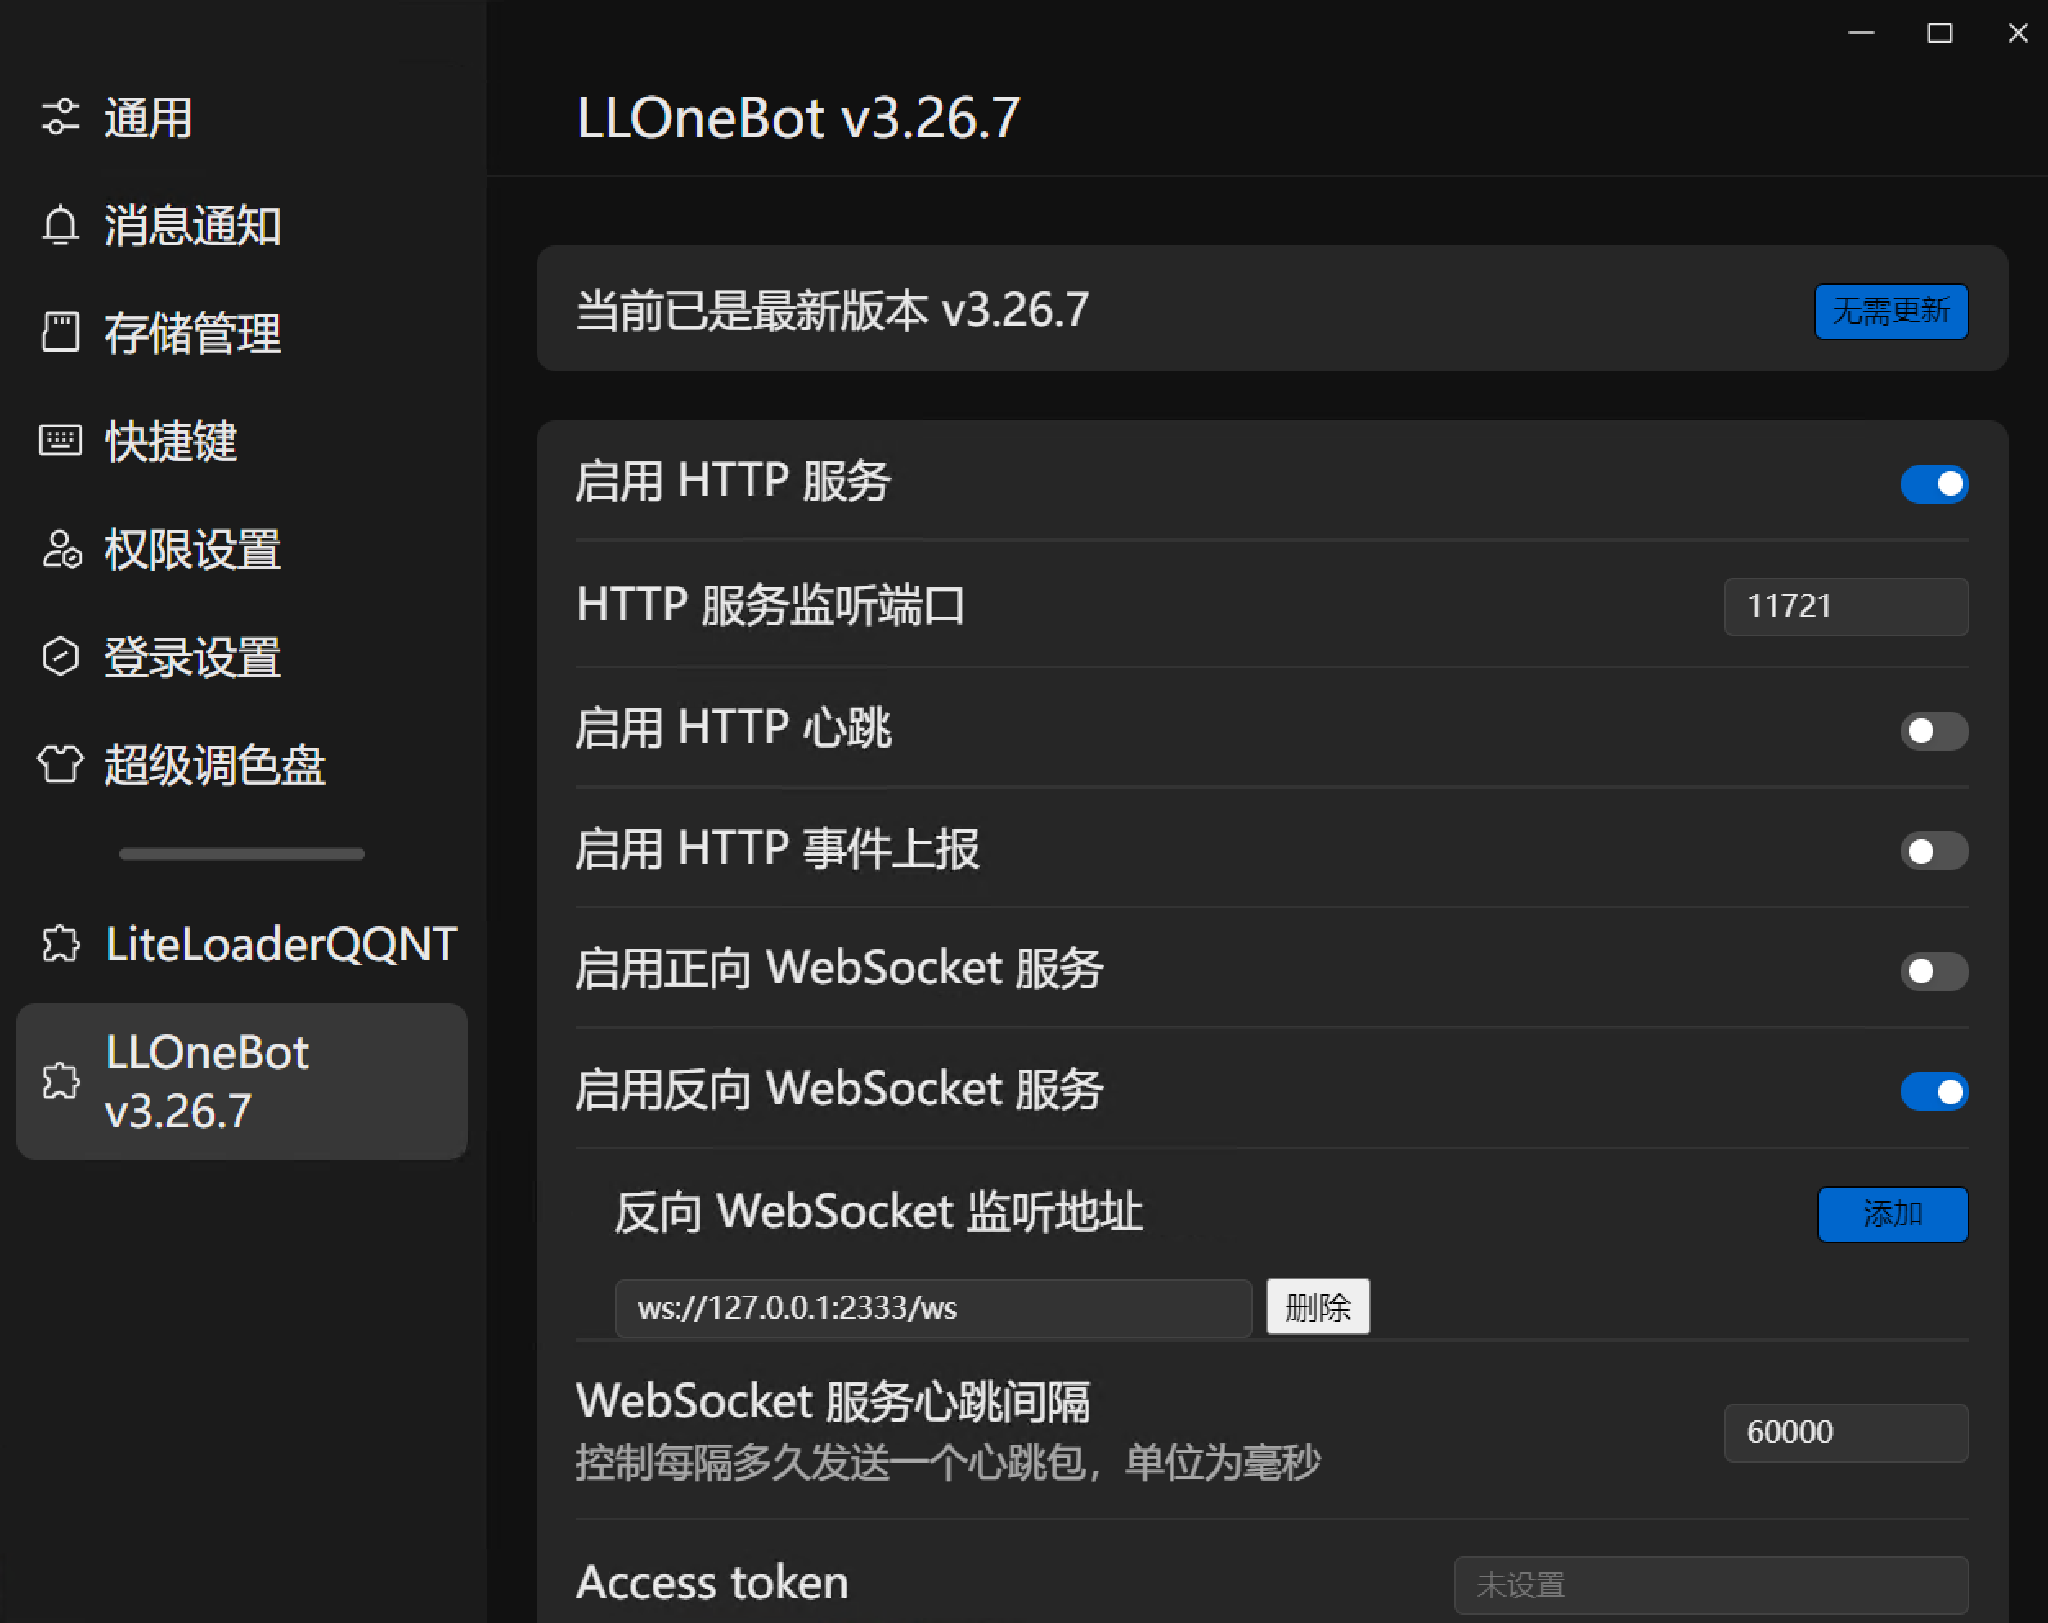 通用
消息通知
存储管理
快捷键
权限设置
登录设置
超级调色盘
LiteLoaderQQNT
LLOneBot
v3.26.7
LLOneBot v3.26.7
当前已是最新版本 v3.26.7
无需更新
启用 HTTP 服务
HTTP 服务监听端口
11721
启用 HTTP 心跳
启用 HTTP 事件上报
启用正向 WebSocket 服务
启用反向 WebSocket 服务
反向 WebSocket 监听地址
添加
ws://127.0.0.1:2333/ws
删除
WebSocket 服务心跳间隔
控制每隔多久发送一个心跳包，单位为毫秒
60000
Access token
未设置